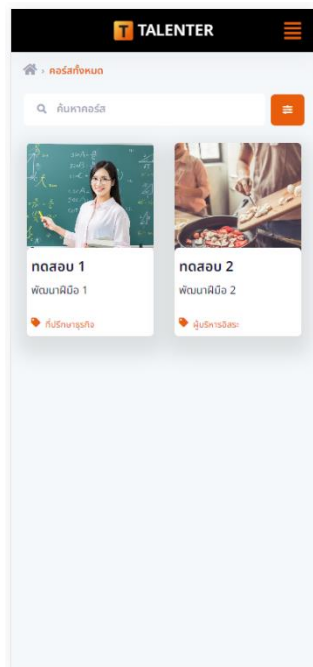 T TALENTER
› คอร์สทั้งหมด
ค้นหาคอร์ส
ทดสอบ 1
พัฒนาฝีมือ 1
ที่ปรึกษาธุรกิจ
ทดสอบ 2
พัฒนาฝีมือ 2
ผู้บริหารอิสระ